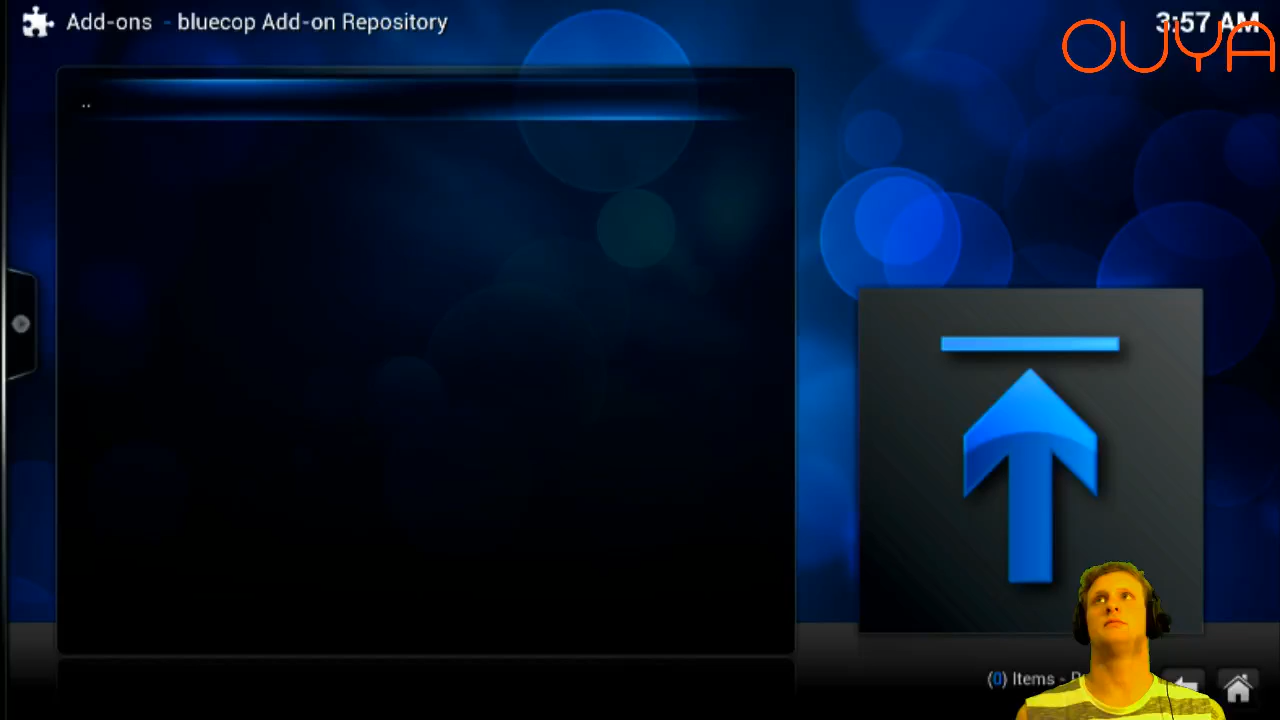 Add-ons - bluecop Add-on Repository
3:57 AM
OUYA
..
(0) Items -